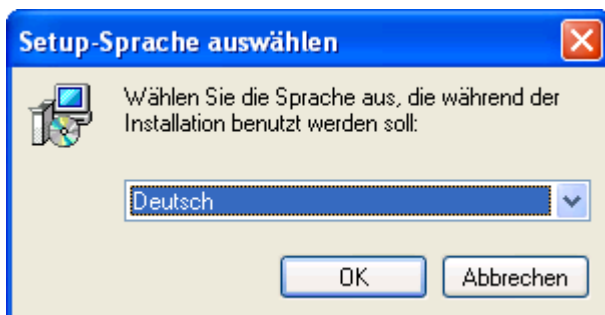 Setup-Sprache auswählen
Wählen Sie die Sprache aus, die während der
Installation benutzt werden soll:
Deutsch
OK Abbrechen